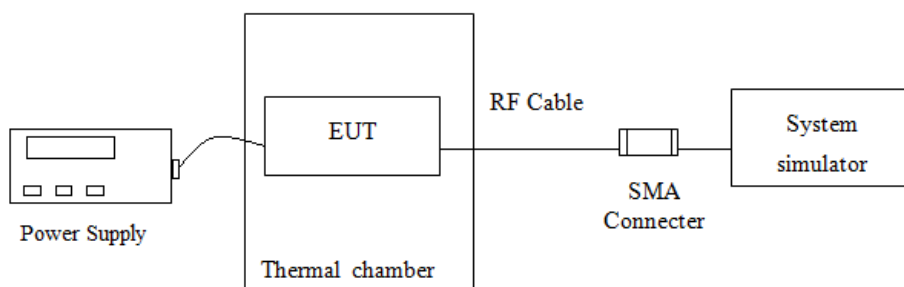 Power Supply
EUT
Thermal chamber
RF Cable
SMA
Connecter
System
simulator